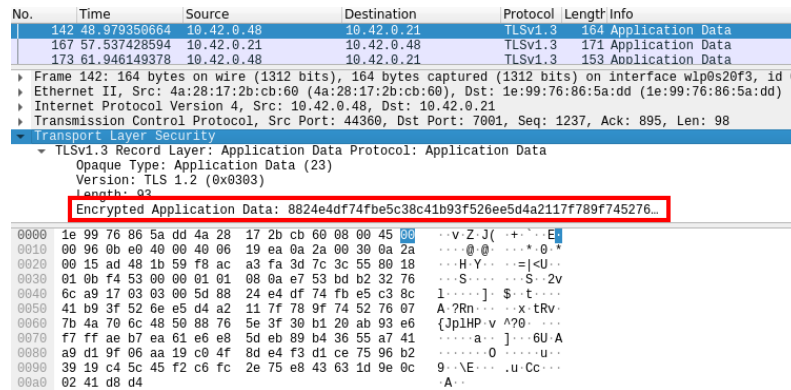 No. Time Source Destination Protocol Length Info
142 48.979350664 10.42.0.48 10.42.0.21 TLSv1.3 164 Application Data
167 57.537428594 10.42.0.21 10.42.0.48 TLSv1.3 171 Application Data
173 61.946149378 10.42.0.48 10.42.0.21 TLSv1.3 153 Application Data
Frame 142: 164 bytes on wire (1312 bits), 164 bytes captured (1312 bits) on interface wlp0s20f3, id
Ethernet II, Src: 4a:28:17:2b:cb:60 (4a:28:17:2b:cb:60), Dst: 1e:99:76:86:5a:dd (1e:99:76:86:5a:dd)
Internet Protocol Version 4, Src: 10.42.0.48, Dst: 10.42.0.21
Transmission Control Protocol, Src Port: 44360, Dst Port: 7001, Seq: 1237, Ack: 895, Len: 98
Transport Layer Security
TLSv1.3 Record Layer: Application Data Protocol: Application Data
Opaque Type: Application Data (23)
Version: TLS 1.2 (0x0303)
Length: 93
Encrypted Application Data: 8824e4df74fbe5c38c41b93f526ee5d4a2117f789f745276…
0000 1e 99 76 86 5a dd 4a 28 17 2b cb 60 08 00 45 00 ··v·Z·J( ·+·`··E·
0010 00 96 0b e0 40 00 40 06 19 ea 0a 2a 00 30 0a 2a ····@·@· ···*·0·*
0020 00 15 ad 48 1b 59 f8 ac a3 fa 3d 7c 3c 55 80 18 ···H·Y·· ··=|<U··
0030 01 0b f4 53 00 00 01 01 08 0a e7 53 bd b2 32 76 ···S···· ···S··2v
0040 6c a9 17 03 03 00 5d 88 24 e4 df 74 fb e5 c3 8c l·····]· $··t····
0050 41 b9 3f 52 6e e5 d4 a2 11 7f 78 9f 74 52 76 07 A·?Rn··· ··x·tRv·
0060 7b 4a 70 6c 48 50 88 76 5e 3f 30 b1 20 ab 93 e6 {JplHP·v ^?0· ···
0070 f7 ff ae b7 ea 61 e6 e8 5d eb 89 b4 36 55 a7 41 ·····a·· ]···6U·A
0080 a9 d1 9f 06 aa 19 c0 4f 8d e4 f3 d1 ce 75 96 b2 ·······O ·····u··
0090 39 19 c4 5c 45 f2 c6 fc 2e 75 e8 43 63 1d 9e 0c 9··\E··· .u·Cc···
00a0 02 41 d8 d4 ·A··